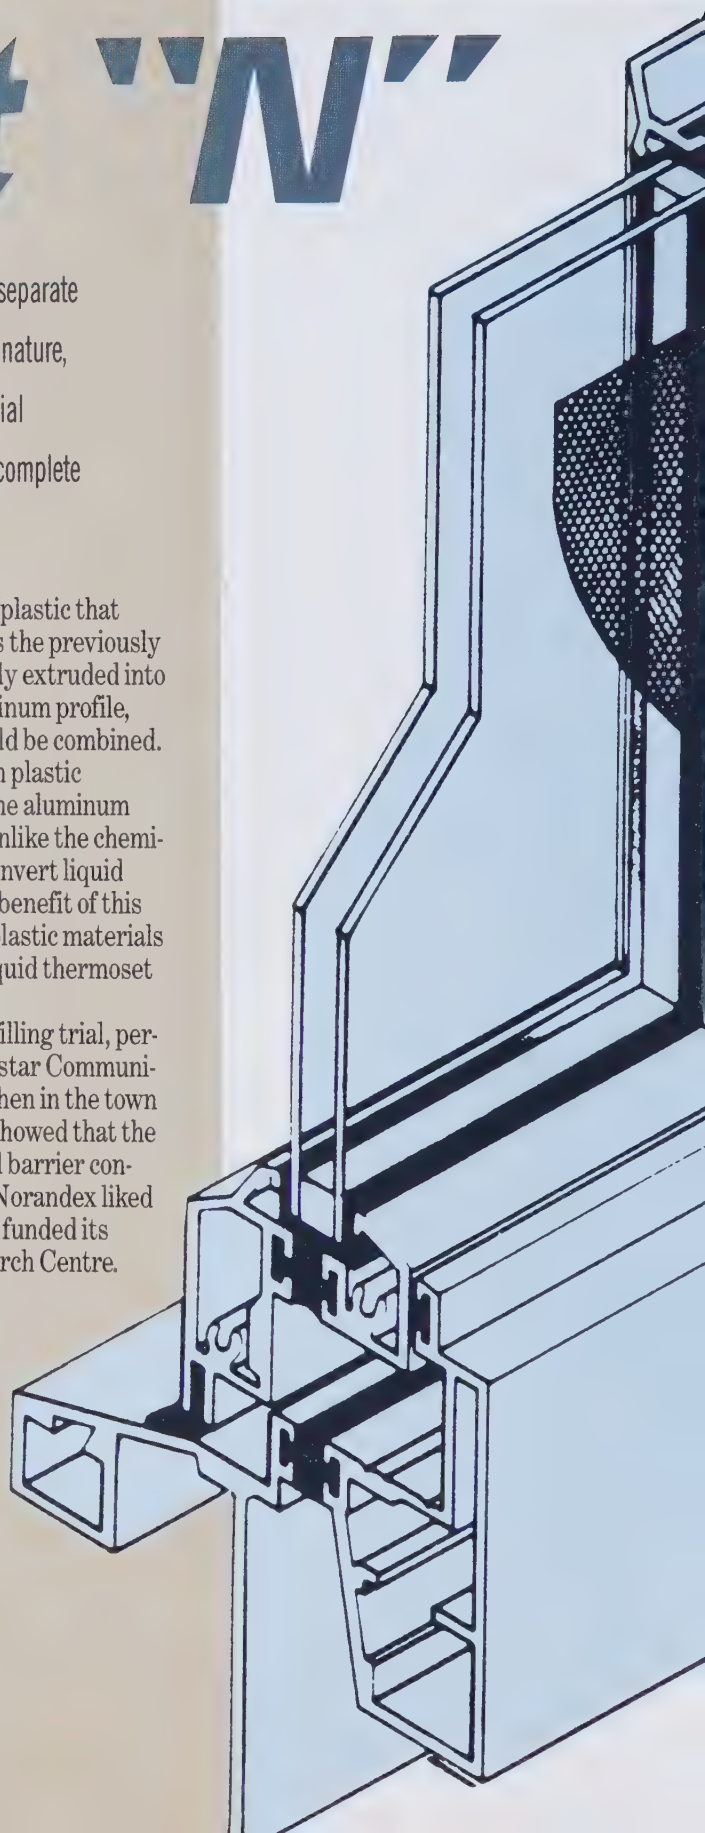 t "N"
separate
nature,
ial
complete
plastic that
s the previously
ly extruded into
inum profile,
ld be combined.
n plastic
he aluminum
nlike the chemi-
nvert liquid
benefit of this
plastic materials
quid thermoset
illing trial, per-
star Communi-
hen in the town
howed that the
l barrier con-
Norandex liked
funded its
rch Centre.